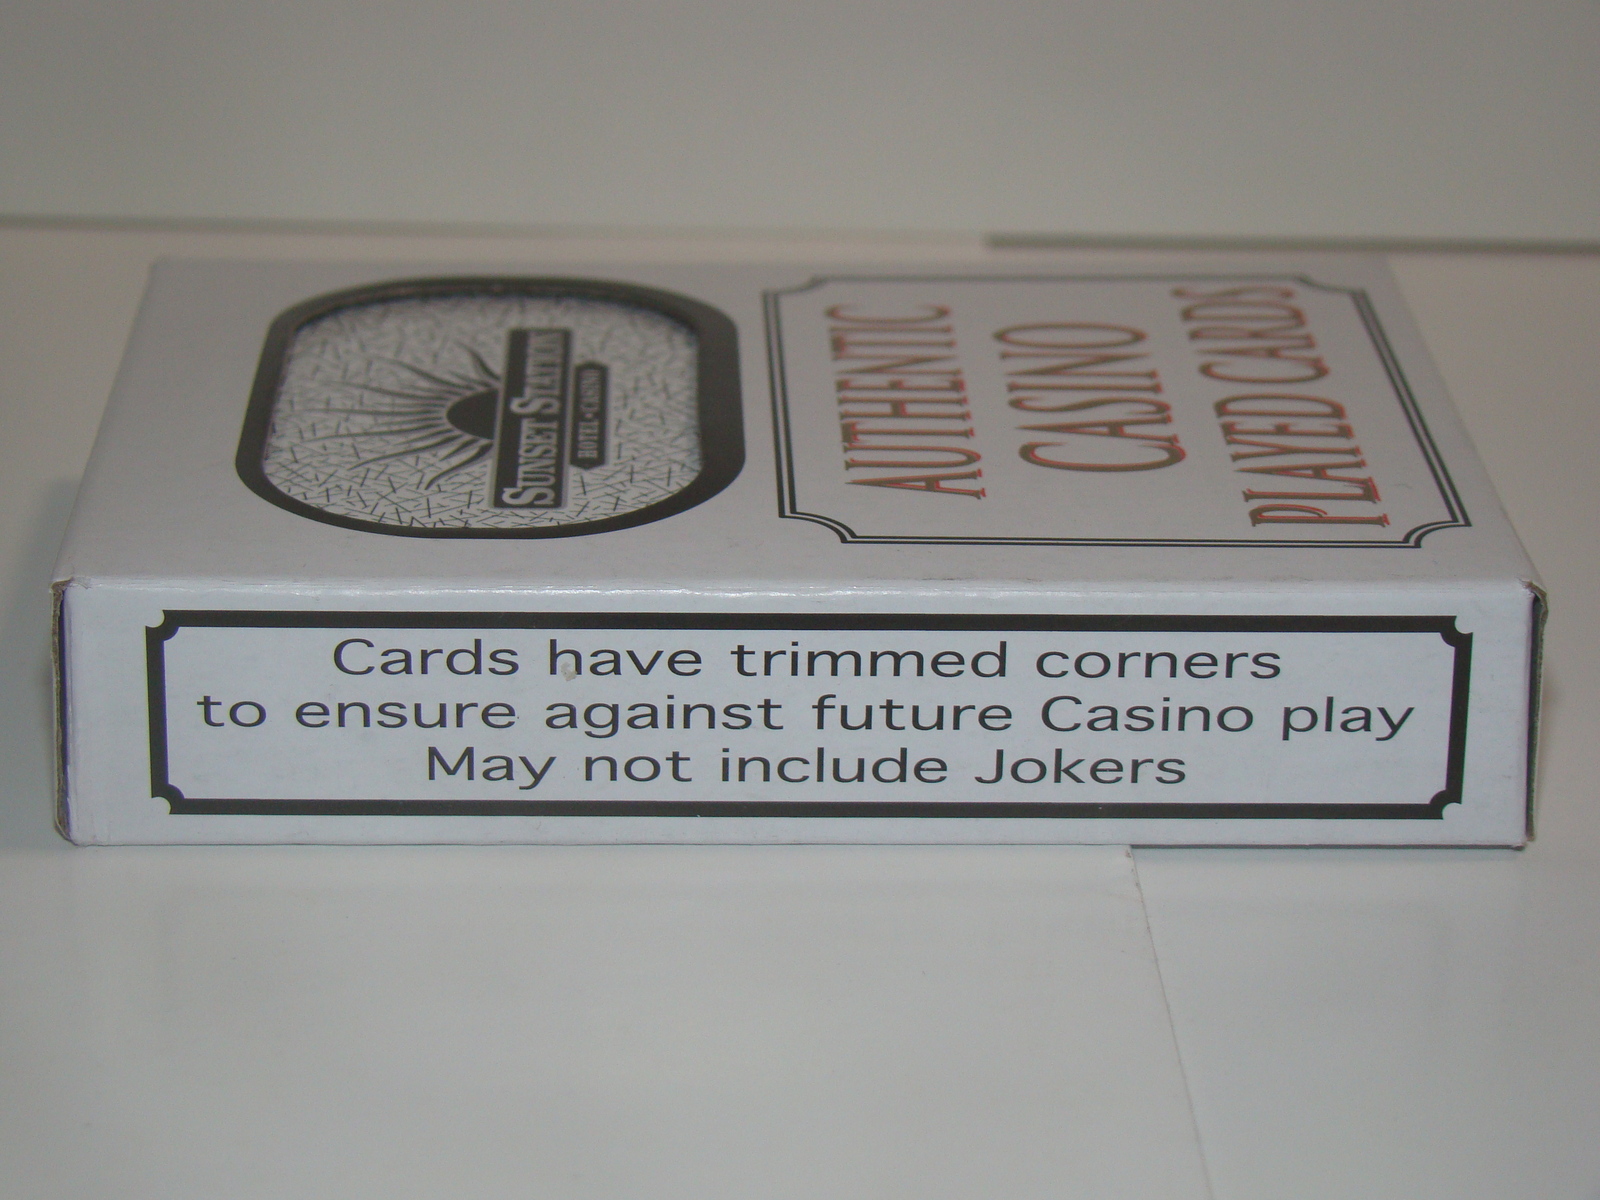 SUNSET STATION
HOTEL-CASINO
AUTHENTIC
CASINO
PLAYED CARDS
Cards have trimmed corners
to ensure against future Casino play
May not include Jokers